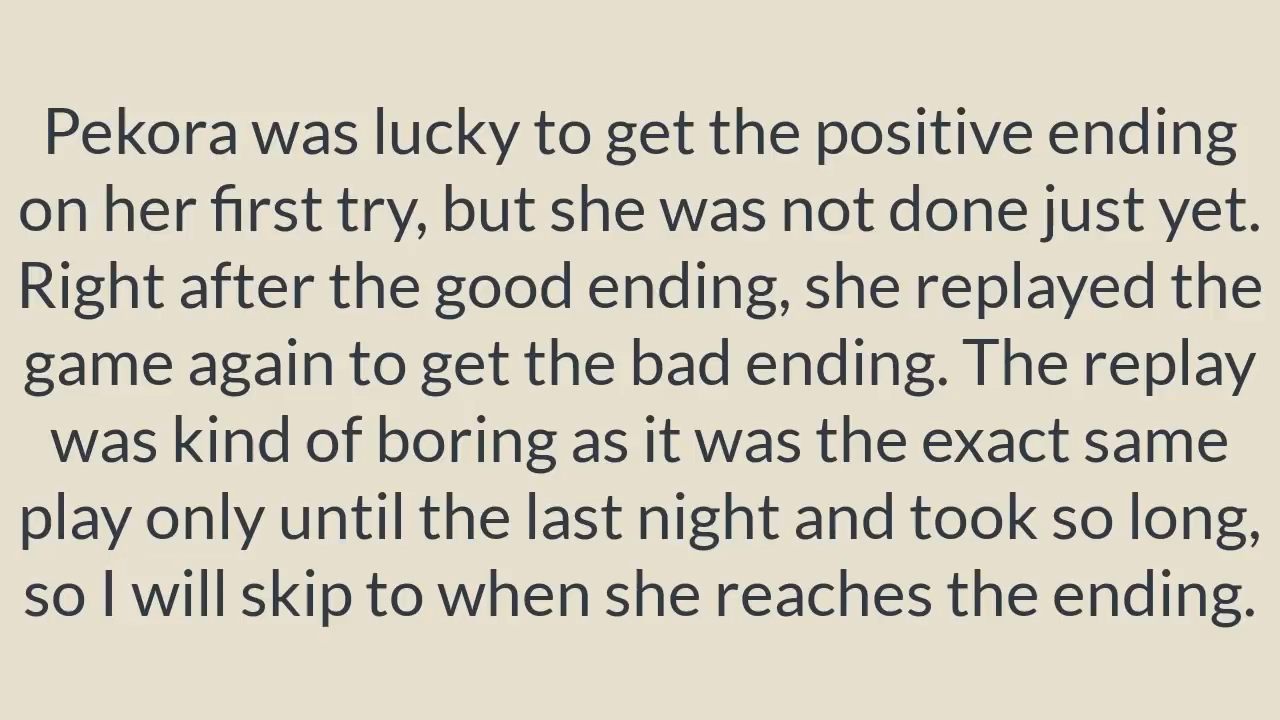 Pekora was lucky to get the positive ending
on her first try, but she was not done just yet.
Right after the good ending, she replayed the
game again to get the bad ending. The replay
was kind of boring as it was the exact same
play only until the last night and took so long,
so I will skip to when she reaches the ending.